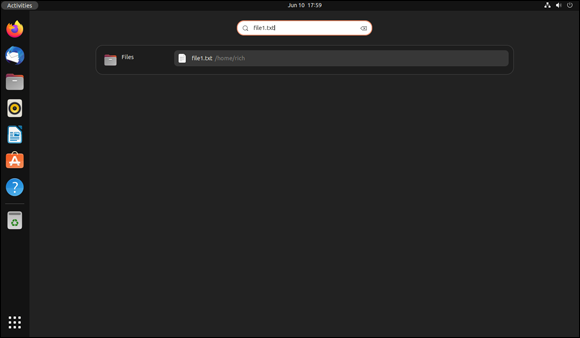 Activities
Jun 10 17:59
file1.txt
Files
file1.txt /home/rich